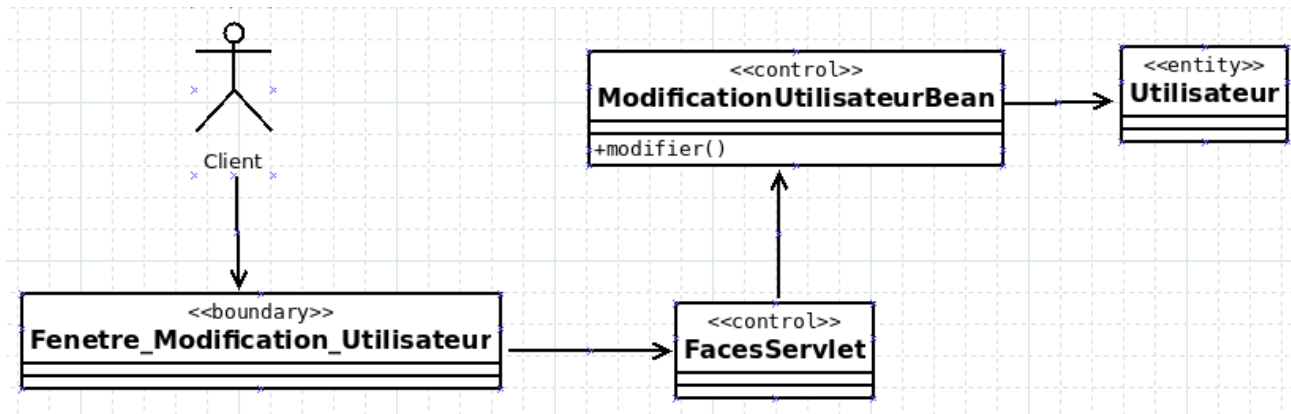 Client
<<control>>
ModificationUtilisateurBean
+modifier()
<<entity>>
Utilisateur
<<boundary>>
Fenetre_Modification_Utilisateur
<<control>>
FacesServlet